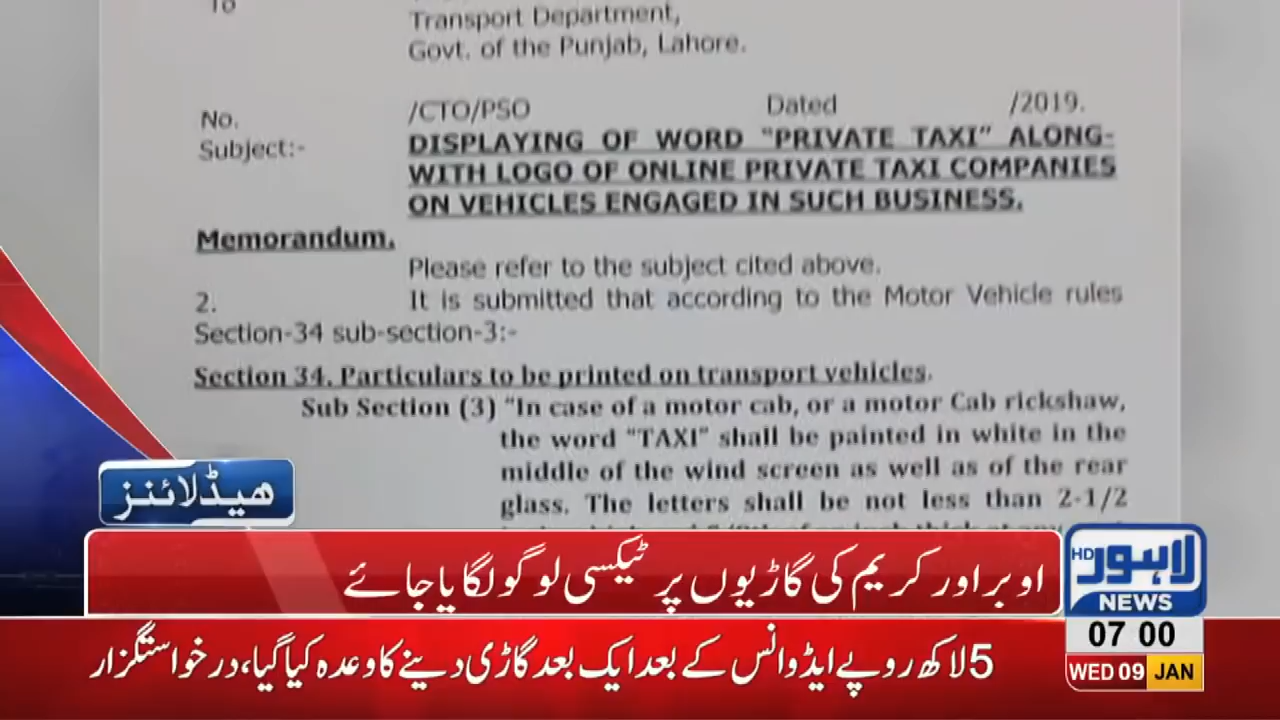 To
Transport Department,
Govt. of the Punjab, Lahore.
No. /CTO/PSO Dated /2019.
Subject:- DISPLAYING OF WORD "PRIVATE TAXI" ALONG-
WITH LOGO OF ONLINE PRIVATE TAXI COMPANIES
ON VEHICLES ENGAGED IN SUCH BUSINESS.
Memorandum.
Please refer to the subject cited above.
2. It is submitted that according to the Motor Vehicle rules
Section-34 sub-section-3:-
Section 34. Particulars to be printed on transport vehicles.
Sub Section (3) "In case of a motor cab, or a motor Cab rickshaw,
the word "TAXI" shall be painted in white in the
middle of the wind screen as well as of the rear
glass. The letters shall be not less than 2-1/2
ہیڈلائنز
اوبر اور کریم کی گاڑیوں پر ٹیکسی لوگو لگایا جائے
5 لاکھ روپے ایڈوانس کے بعد ایک بعد گاڑی دینے کا وعدہ کیا گیا، درخواستگزار
لاہور HD
NEWS
07 00
WED 09 JAN